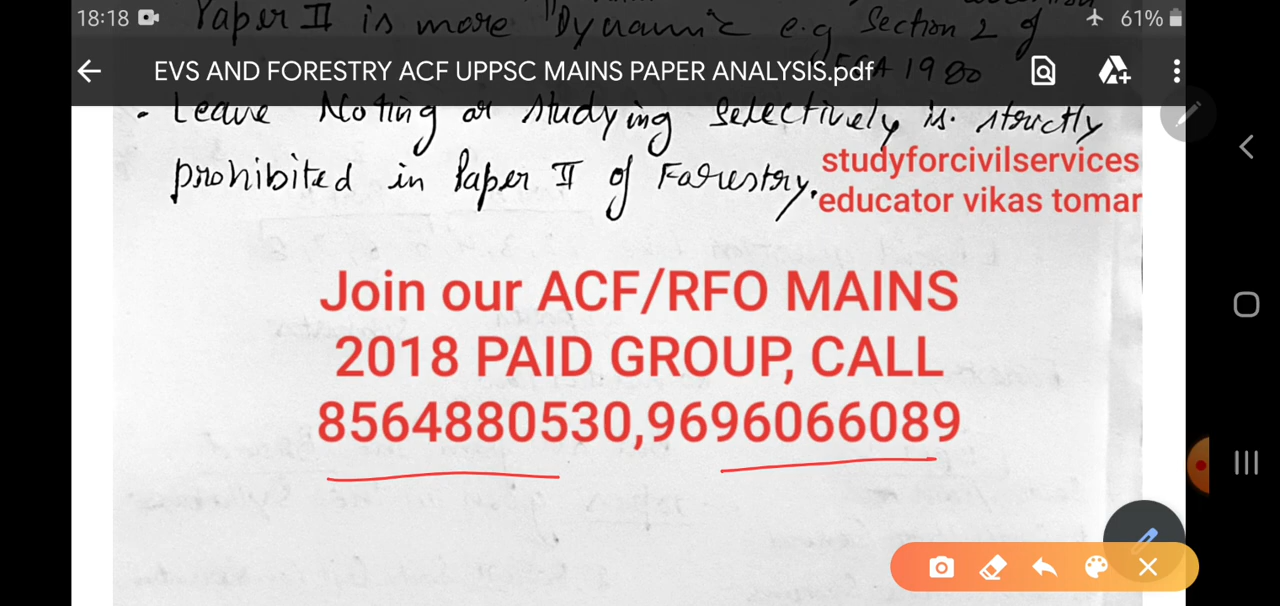 18:18 61%
Paper II is more "Dynamic e.g Section 2 of
EVS AND FORESTRY ACF UPPSC MAINS PAPER ANALYSIS.pdf
1980
• Leave Noting or studying selectively is strictly
prohibited in Paper II of Forestry.
studyforcivilservices
educator vikas tomar
Join our ACF/RFO MAINS
2018 PAID GROUP, CALL
8564880530,9696066089